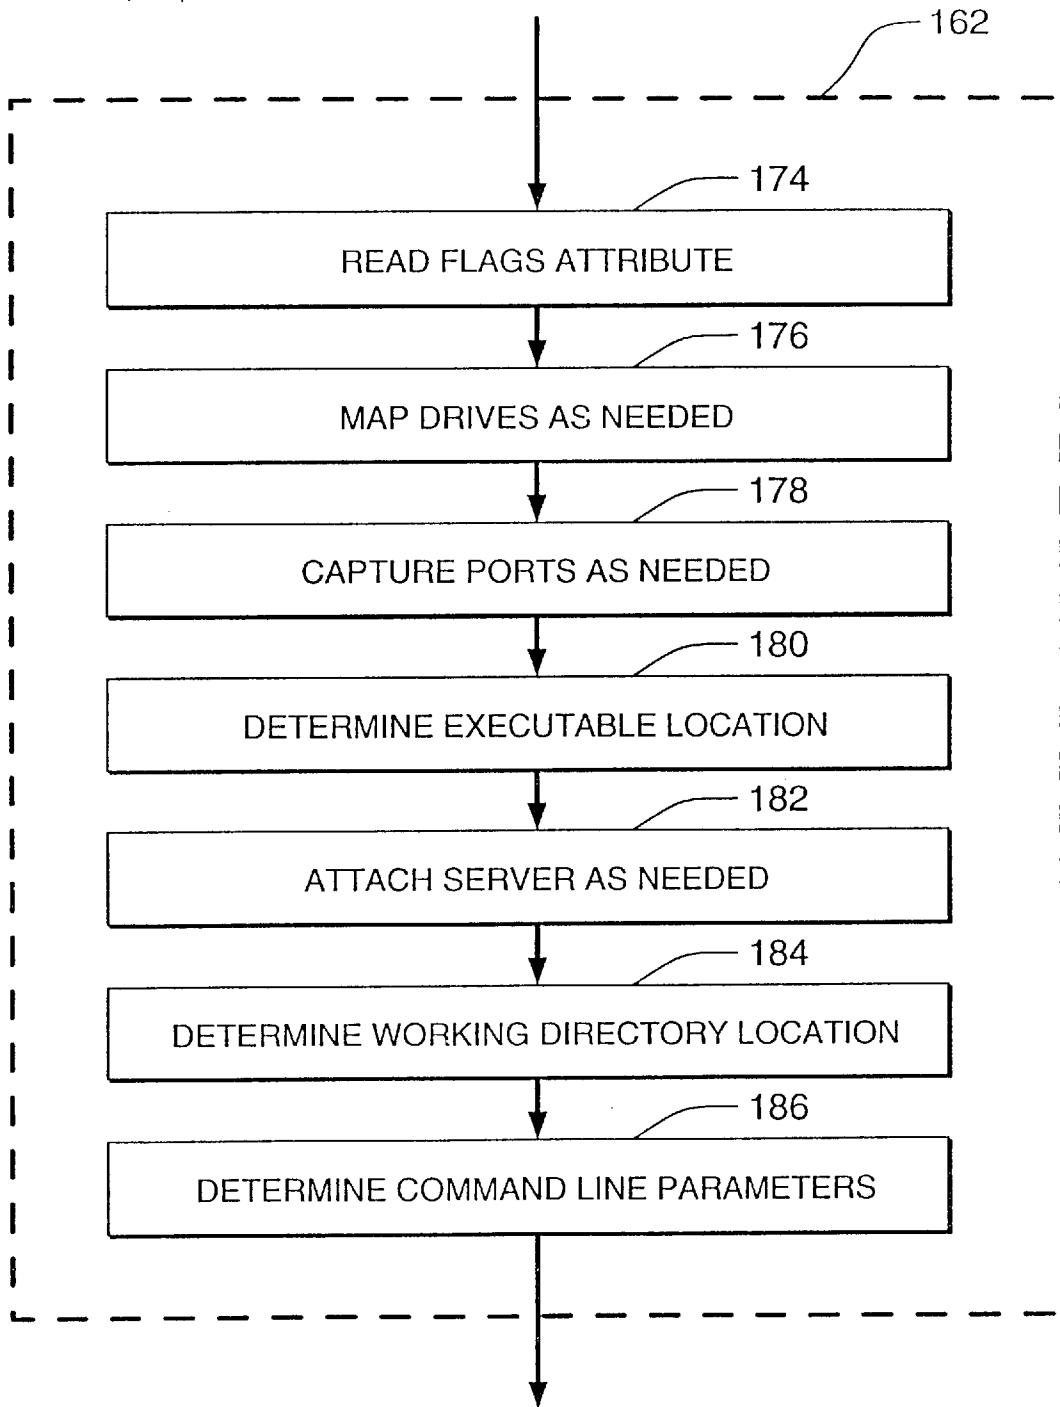 162
174
READ FLAGS ATTRIBUTE
176
MAP DRIVES AS NEEDED
178
CAPTURE PORTS AS NEEDED
180
DETERMINE EXECUTABLE LOCATION
182
ATTACH SERVER AS NEEDED
184
DETERMINE WORKING DIRECTORY LOCATION
186
DETERMINE COMMAND LINE PARAMETERS